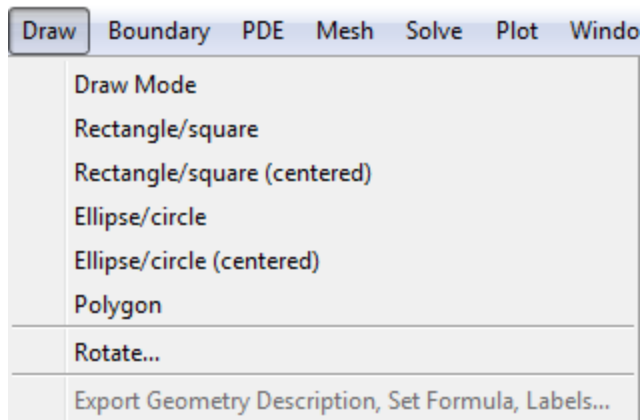 Draw Boundary PDE Mesh Solve Plot Windo
Draw Mode
Rectangle/square
Rectangle/square (centered)
Ellipse/circle
Ellipse/circle (centered)
Polygon
Rotate...
Export Geometry Description, Set Formula, Labels...